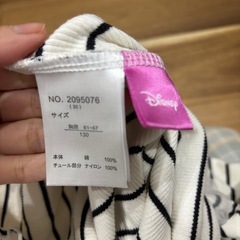 NO. 2095076
サイズ
胸囲 61~67
130
本体 綿 100%
チュール部分 ナイロン 100%
Disney